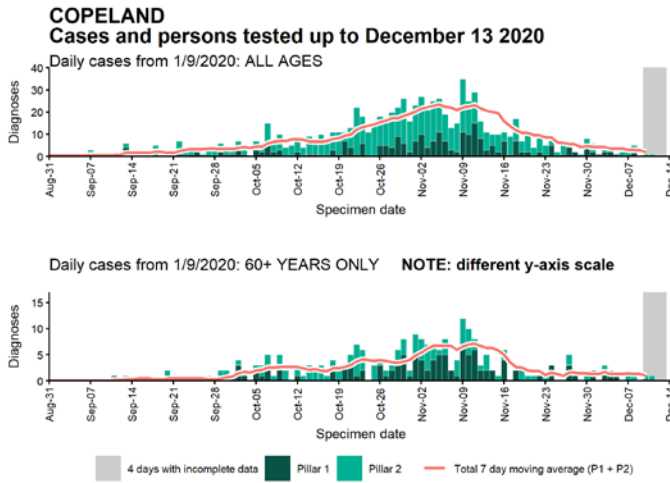 COPELAND
Cases and persons tested up to December 13 2020
Daily cases from 1/9/2020: ALL AGES
40
30
20
10
0
Diagnoses
Aug-31
Sep-07
Sep-14
Sep-21
Sep-28
Oct-05
Oct-12
Oct-19
Oct-26
Nov-02
Nov-09
Nov-16
Nov-23
Nov-30
Dec-07
Dec-14
Specimen date
Daily cases from 1/9/2020: 60+ YEARS ONLY NOTE: different y-axis scale
15
10
5
0
Diagnoses
Aug-31
Sep-07
Sep-14
Sep-21
Sep-28
Oct-05
Oct-12
Oct-19
Oct-26
Nov-02
Nov-09
Nov-16
Nov-23
Nov-30
Dec-07
Dec-14
Specimen date
4 days with incomplete data Pillar 1 Pillar 2 Total 7 day moving average (P1 + P2)